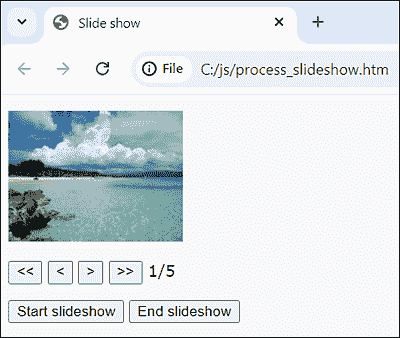 Slide show
File C:/js/process_slideshow.htm
<< < > >> 1/5
Start slideshow End slideshow